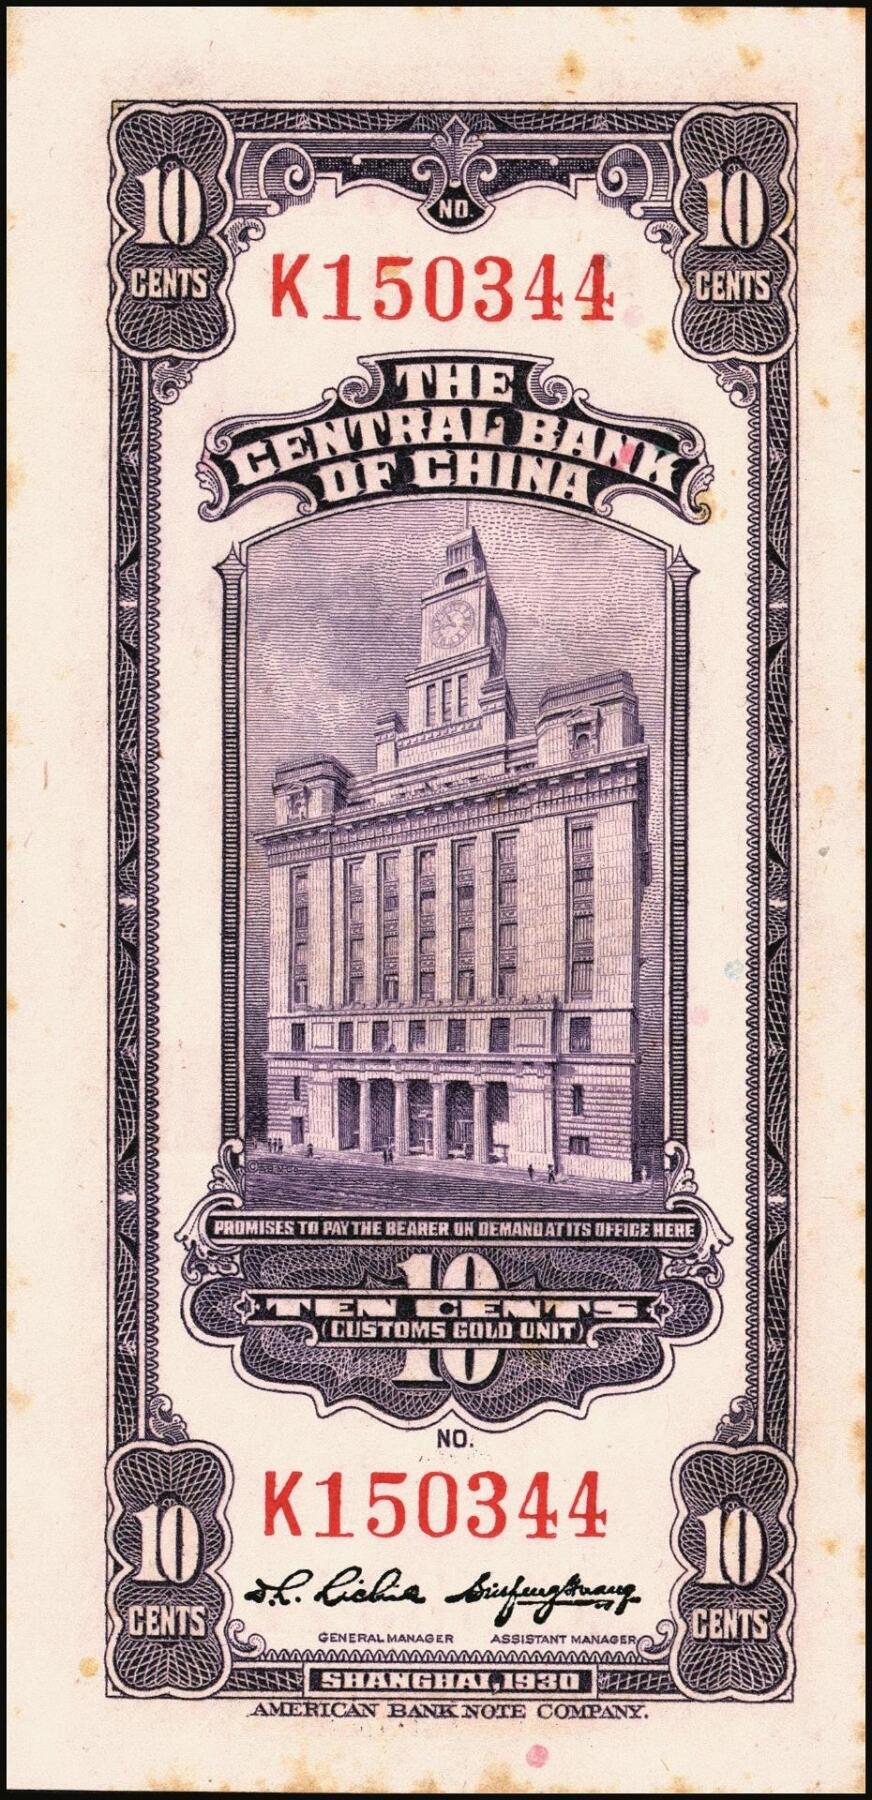 10 10
NO.
CENTS CENTS
K150344
THE
CENTRAL BANK
OF CHINA
PROMISES TO PAY THE BEARER ON DEMAND AT ITS OFFICE HERE
10
TEN CENTS
(CUSTOMS GOLD UNIT)
10
NO.
K150344
10 10
CENTS CENTS
GENERAL MANAGER ASSISTANT MANAGER
SHANGHAI, 1930
AMERICAN BANK NOTE COMPANY.